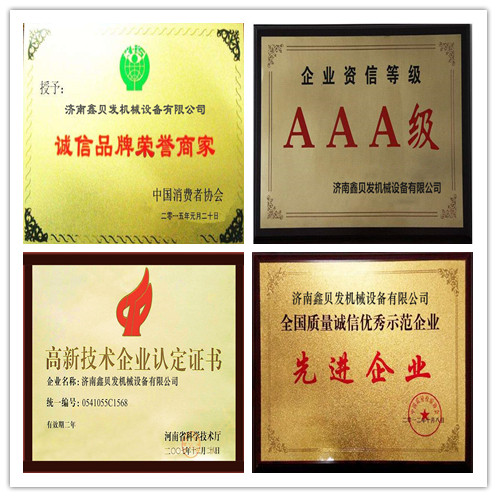 授予:
济南鑫贝发机械设备有限公司
诚信品牌荣誉商家
中国消费者协会
二零一五年元月二十日
企业资信等级
AAA级
济南鑫贝发机械设备有限公司
高新技术企业认定证书
企业名称:济南鑫贝发机械设备有限公司
统一编号:0541055C1568
有效期二年
河南省科学技术厅
济南鑫贝发机械设备有限公司
全国质量诚信优秀示范企业
先进企业